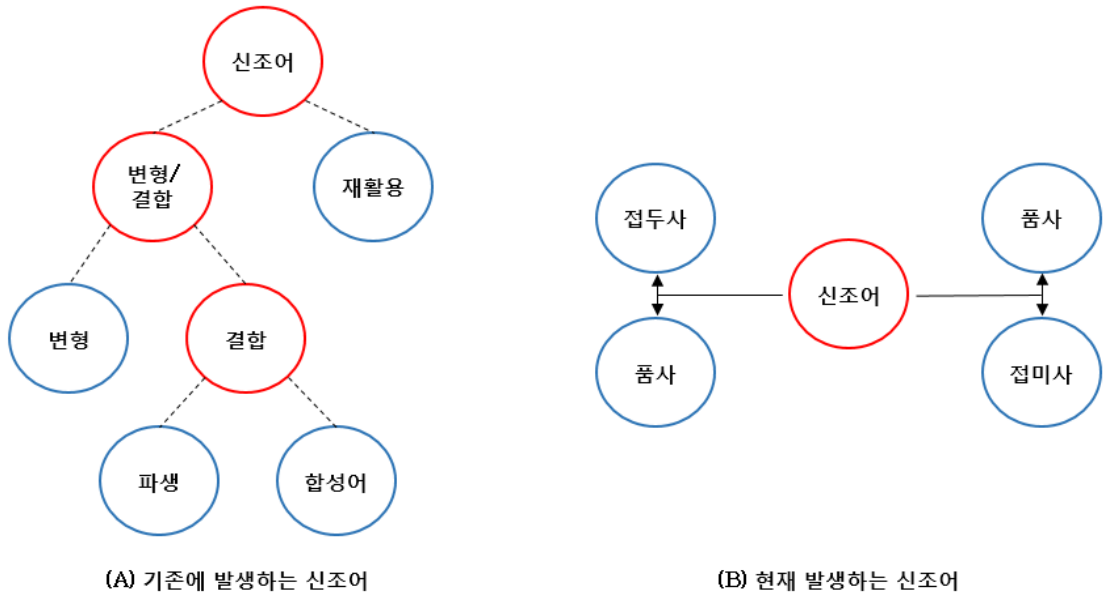 신조어
변형/
결합
재활용
변형
결합
파생
합성어
(A) 기존에 발생하는 신조어
접두사
품사
신조어
품사
접미사
(B) 현재 발생하는 신조어